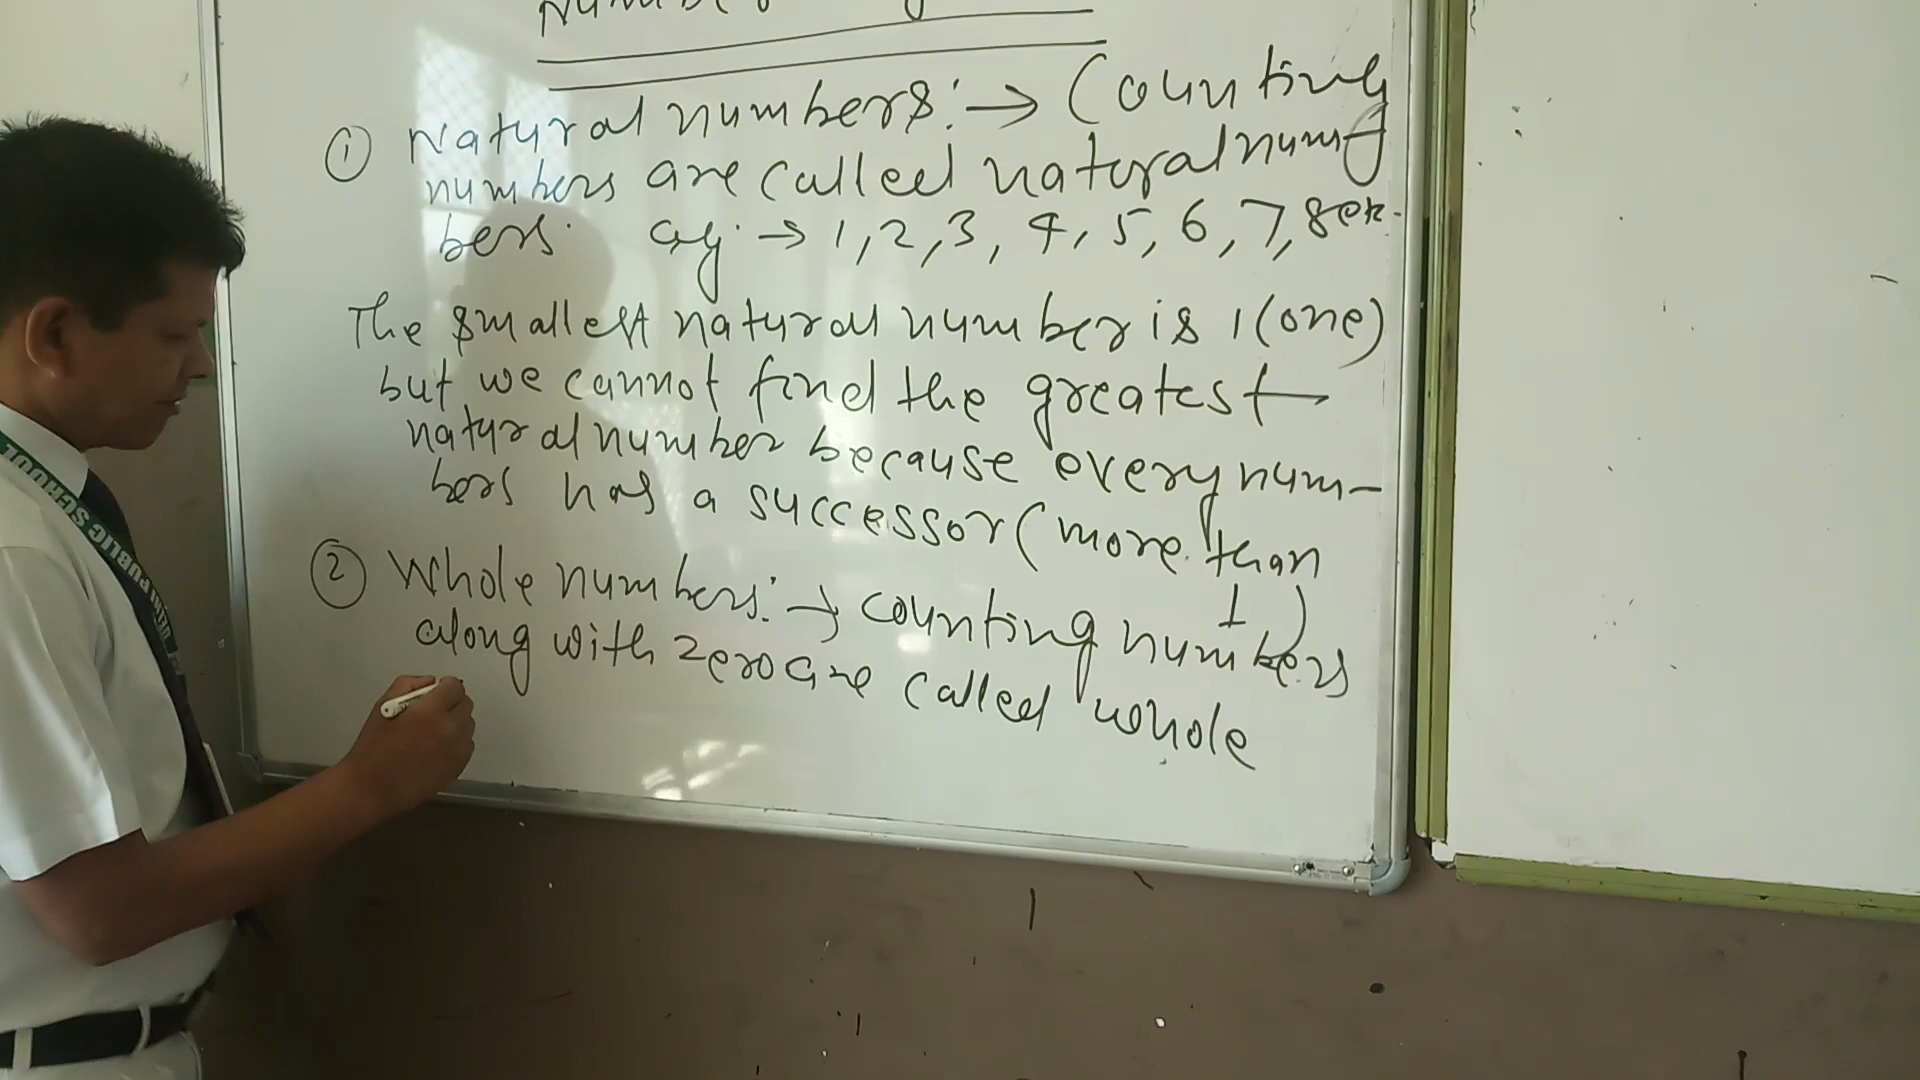 ① Natural numbers:→ Counting
numbers are called natural num-
bers. eg.→ 1,2,3, 4, 5, 6, 7, 8 etc.
The smallest natural number is 1 (one)
but we cannot find the greatest
natural number because every num-
bers has a successor (more than
1)
② Whole numbers:→ counting numbers
along with zero are called whole
PUBLIC SCHOOL